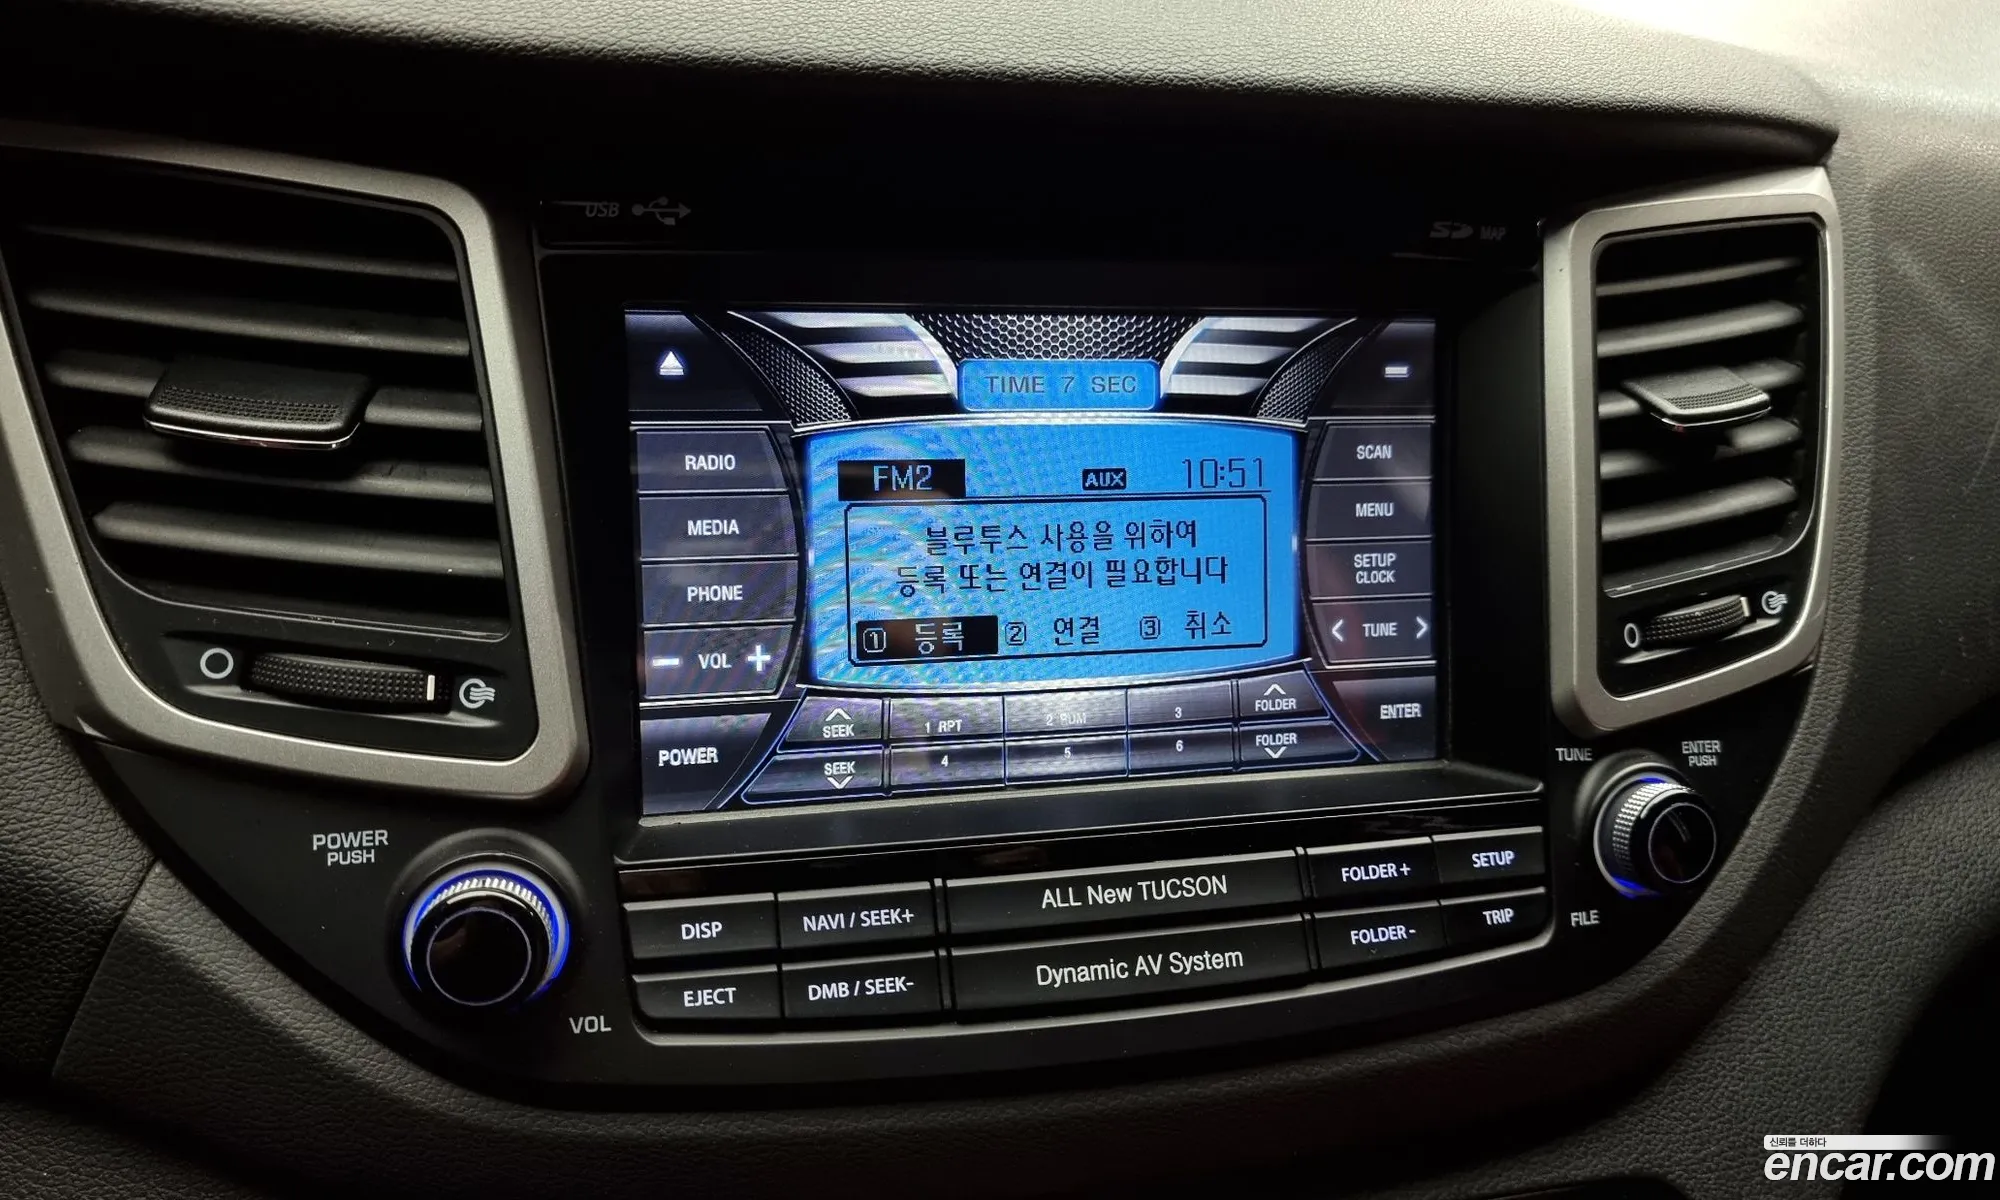 USB
SD MAP
TIME 7 SEC
RADIO
MEDIA
PHONE
- VOL +
POWER
FM2
AUX
10:51
블루투스 사용을 위하여
등록 또는 연결이 필요합니다
1 등록 2 연결 3 취소
SCAN
MENU
SETUP
CLOCK
< TUNE >
ENTER
SEEK
1 RPT
2 RDM
3
FOLDER
SEEK
4
5
6
FOLDER
POWER
PUSH
VOL
TUNE
ENTER
PUSH
FILE
DISP
NAVI / SEEK+
ALL New TUCSON
FOLDER +
SETUP
EJECT
DMB / SEEK-
Dynamic AV System
FOLDER -
TRIP
신뢰를 더하다
encar.com